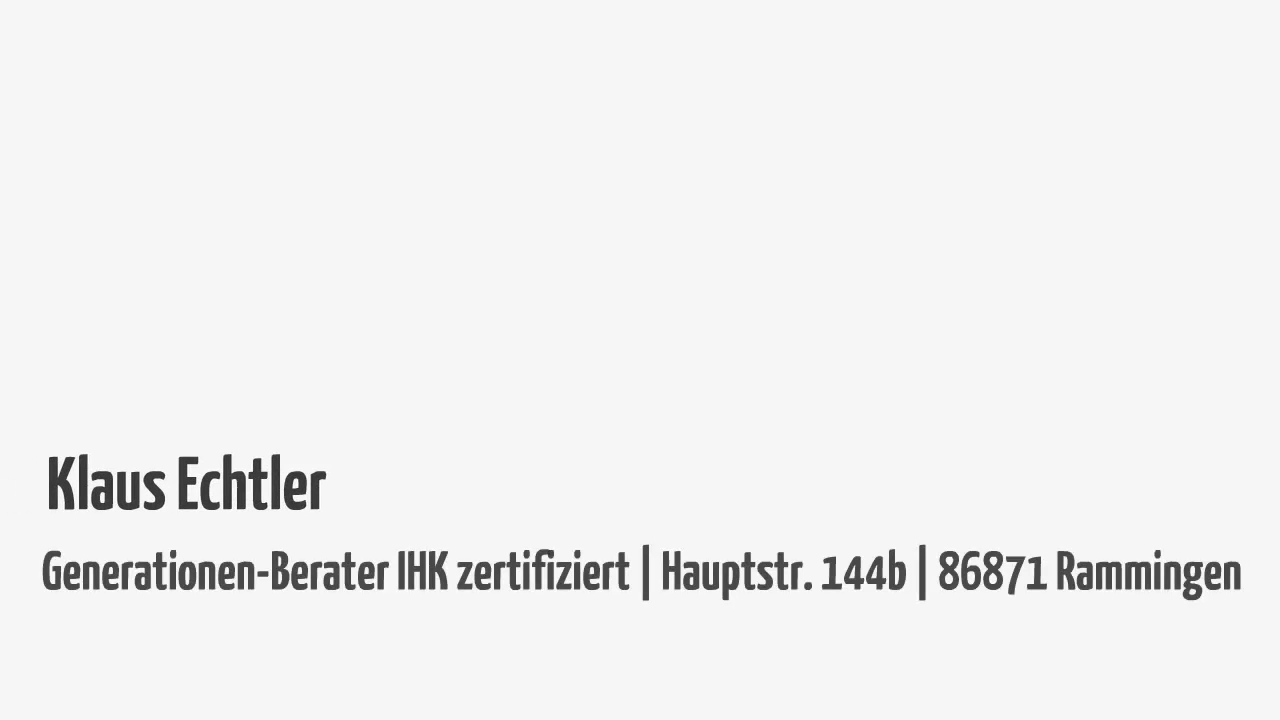 Klaus Echtler
Generationen-Berater IHK zertifiziert | Hauptstr. 144b | 86871 Rammingen